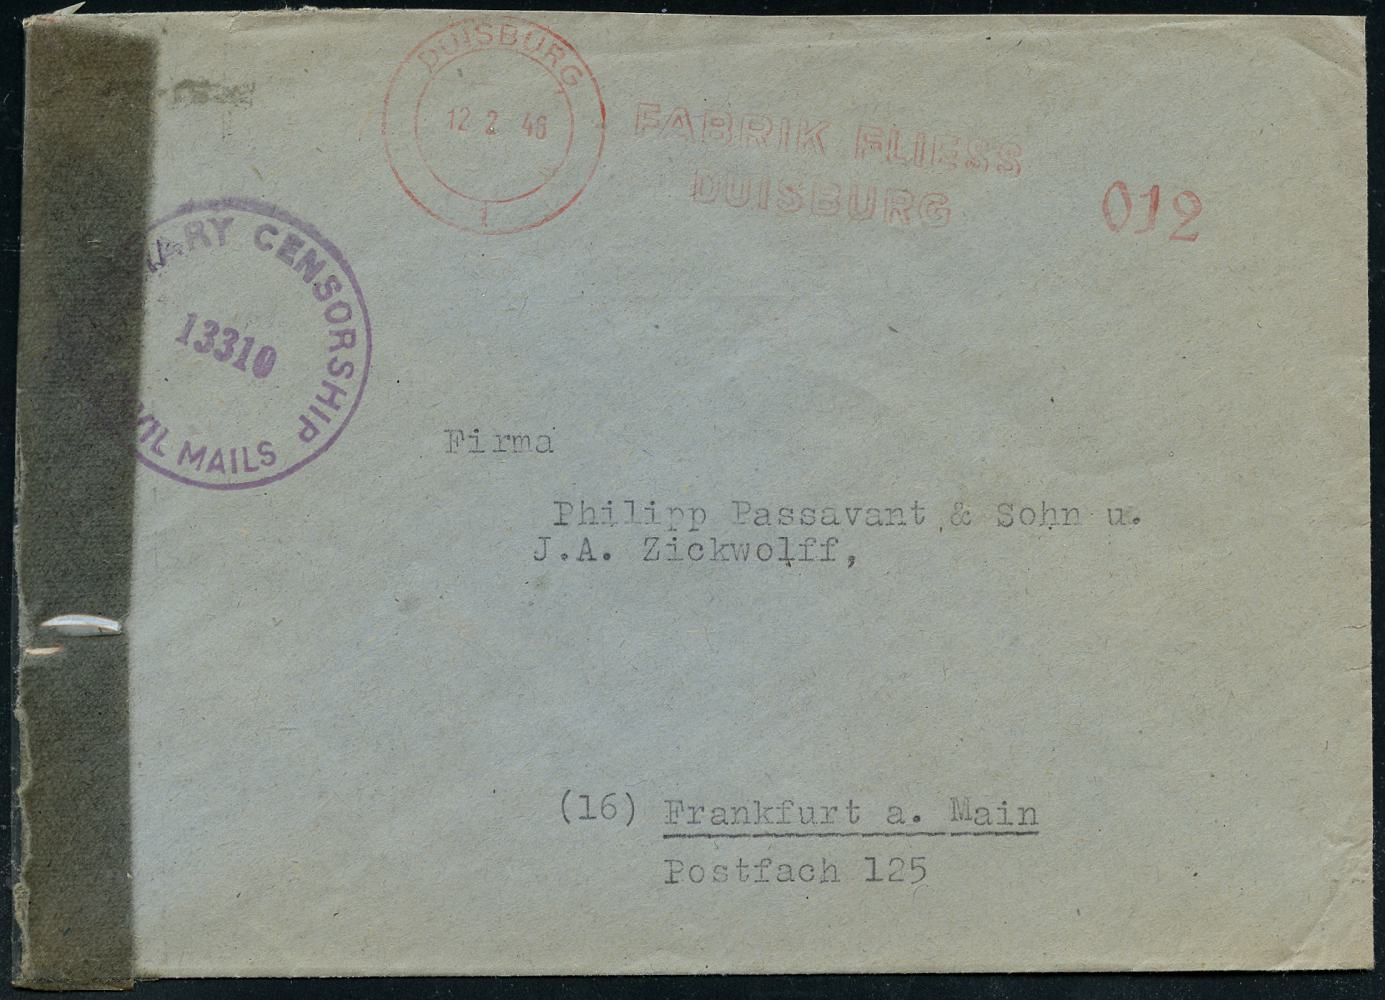 DUISBURG
12 2 46
1
FABRIK FLIESS
DUISBURG
012
CENSORSHIP
13310
MAILS
Firma
Philipp Passavant & Sohn u.
J.A. Zickwolff,
(16) Frankfurt a. Main
Postfach 125